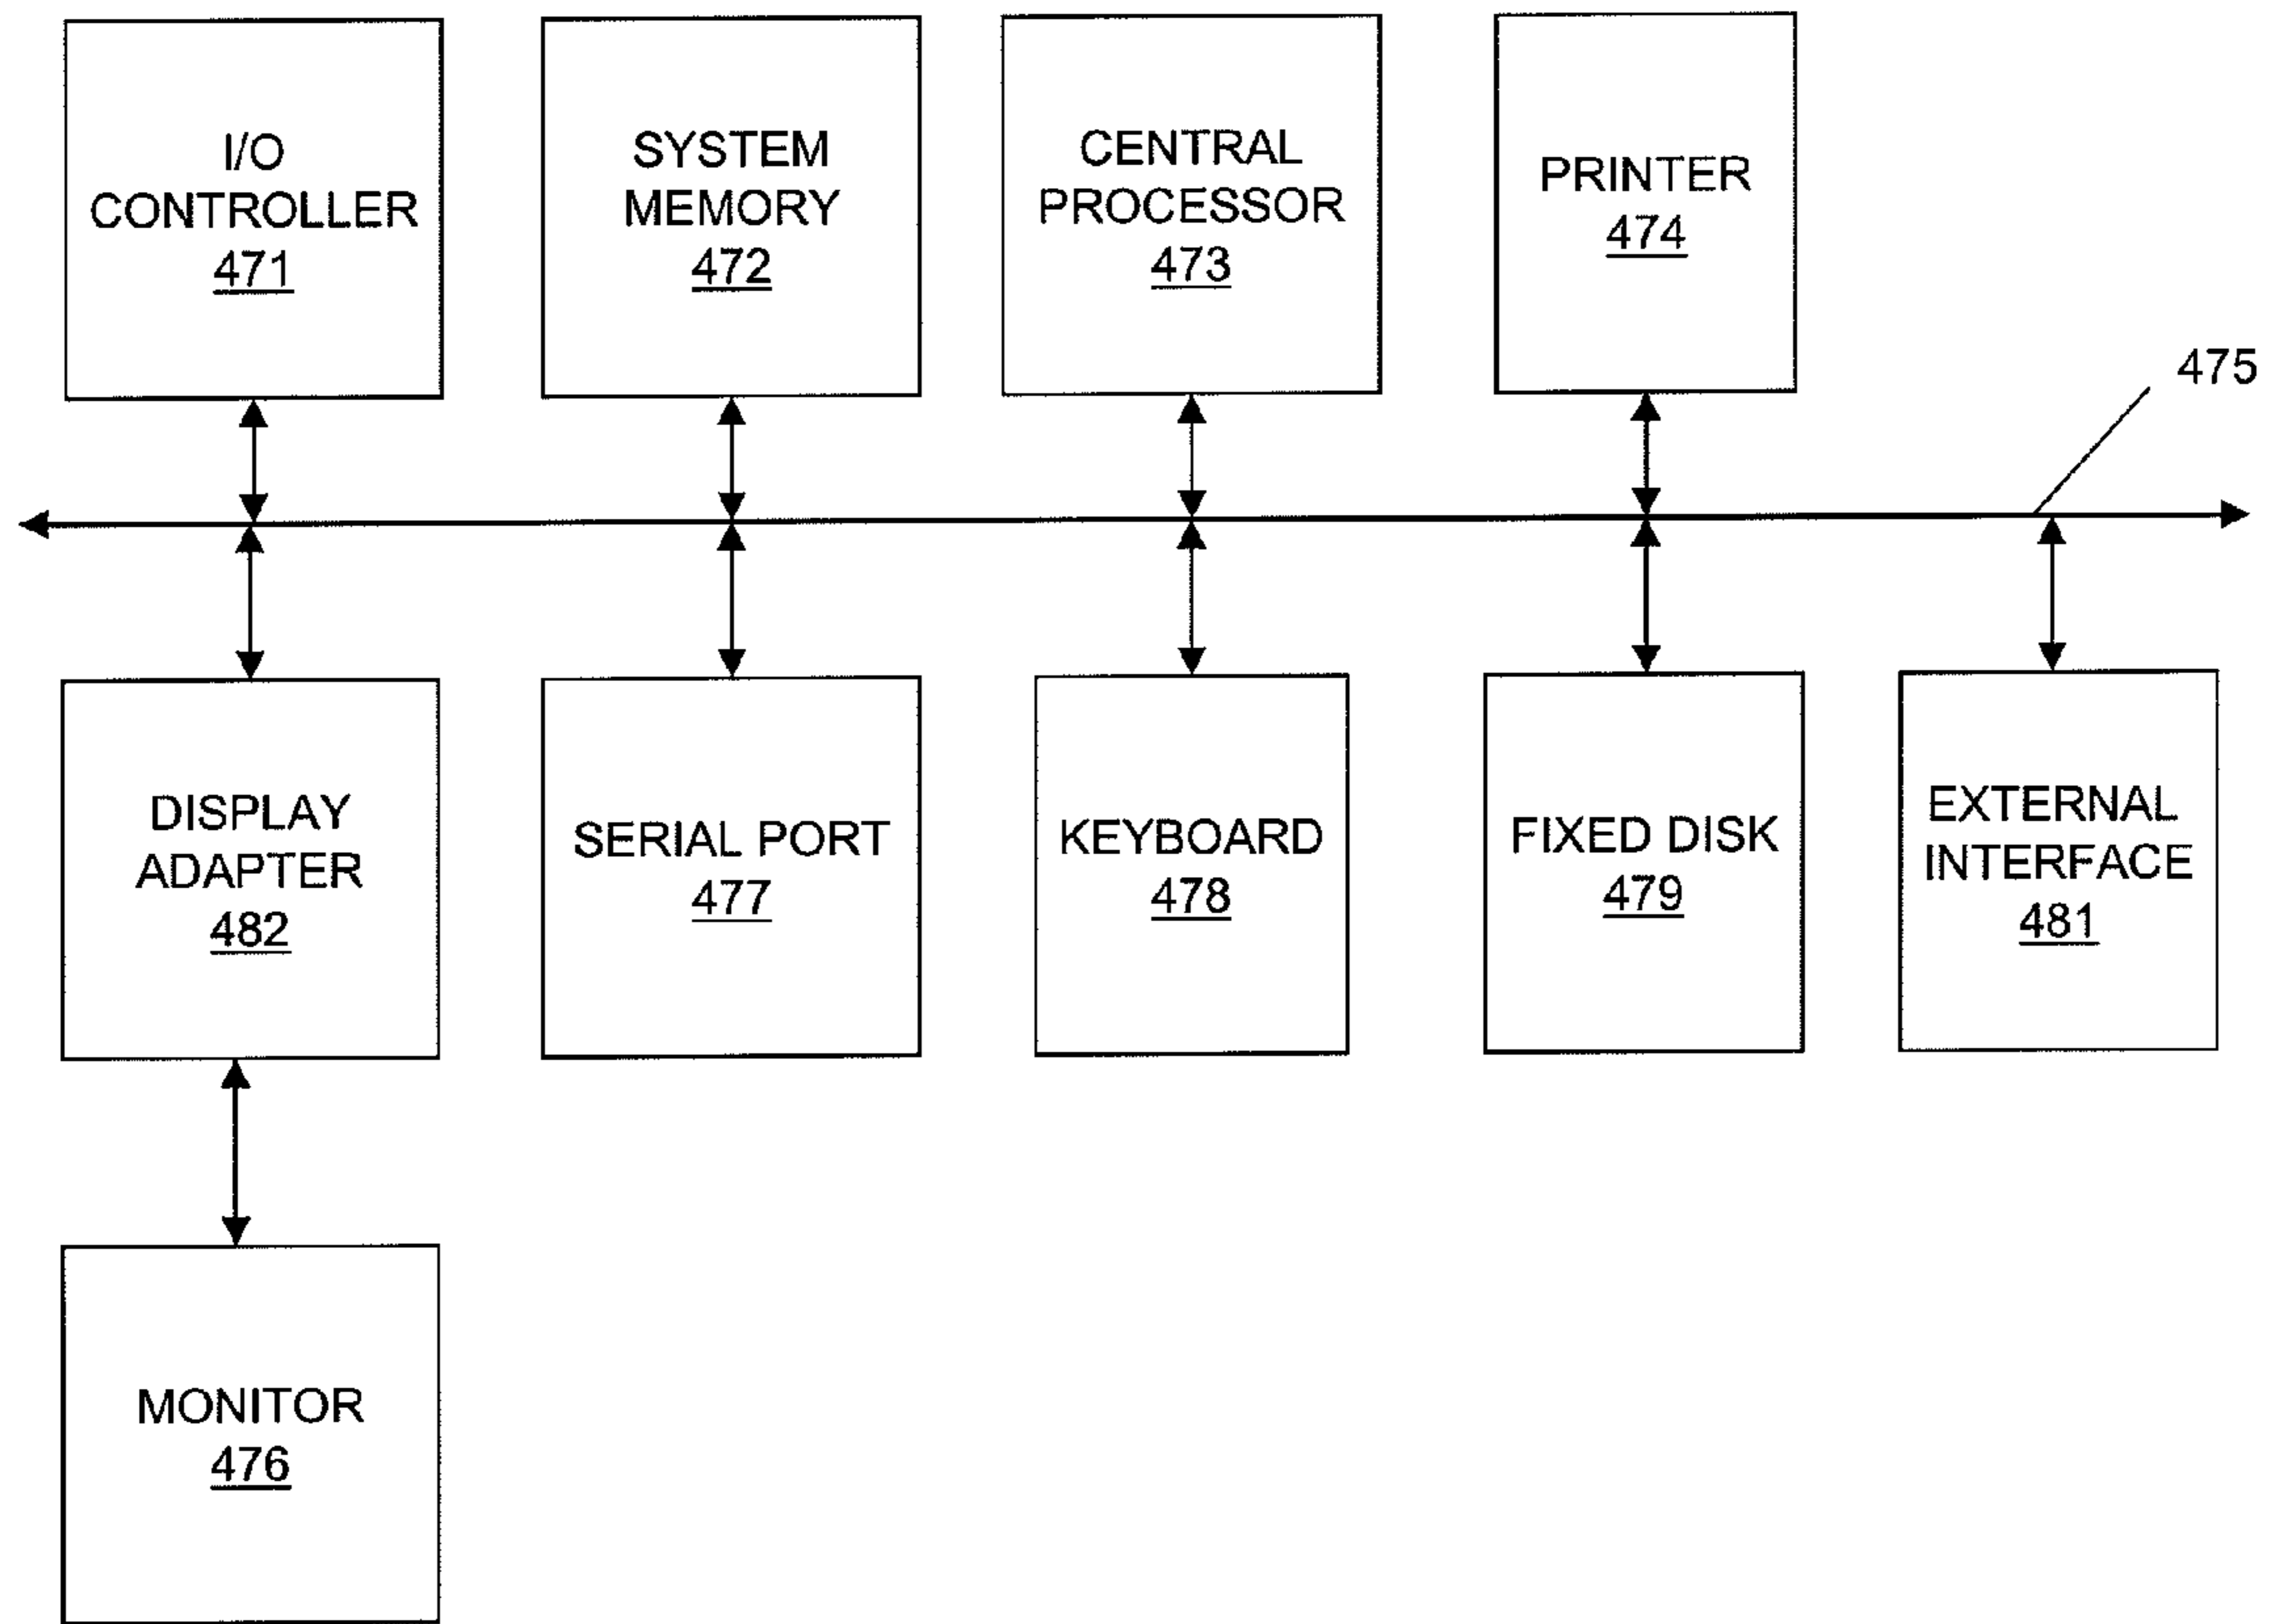 I/O
CONTROLLER
471
SYSTEM
MEMORY
472
CENTRAL
PROCESSOR
473
PRINTER
474
475
DISPLAY
ADAPTER
482
SERIAL PORT
477
KEYBOARD
478
FIXED DISK
479
EXTERNAL
INTERFACE
481
MONITOR
476